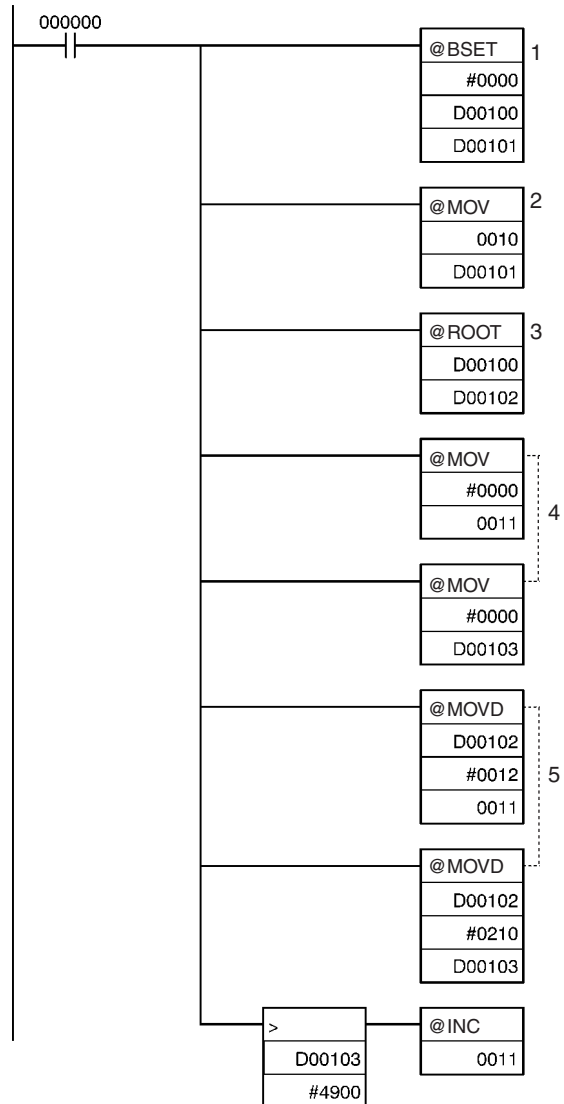 000000
@BSET 1
#0000
D00100
D00101
@MOV 2
0010
D00101
@ROOT 3
D00100
D00102
@MOV
#0000
0011
4
@MOV
#0000
D00103
@MOVD
D00102
#0012
0011
5
@MOVD
D00102
#0210
D00103
> @INC
D00103 0011
#4900